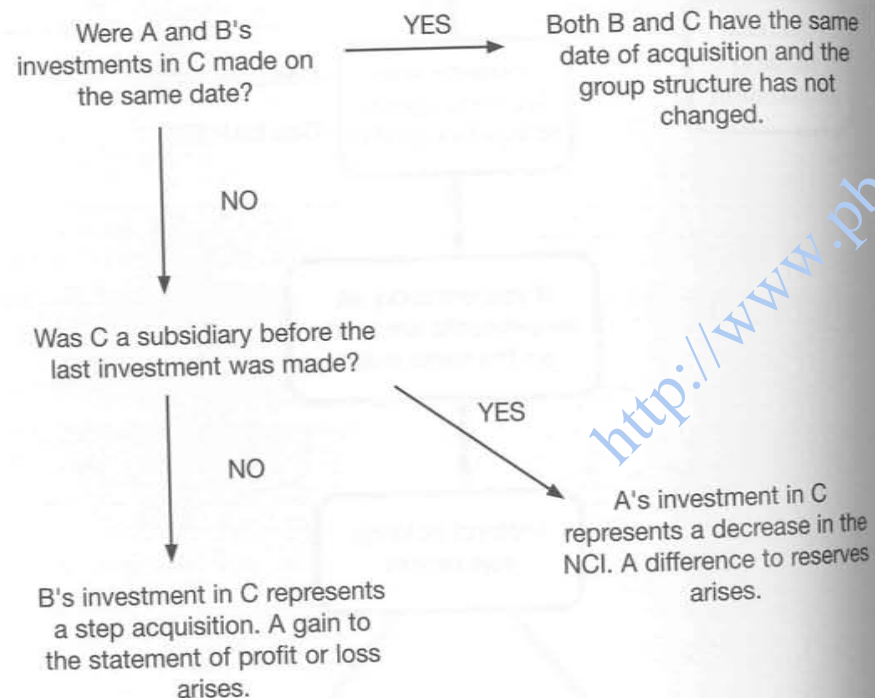 Were A and B's
investments in C made on
the same date?
YES
Both B and C have the same
date of acquisition and the
group structure has not
changed.
NO
Was C a subsidiary before the
last investment was made?
YES
NO
A's investment in C
represents a decrease in the
NCI. A difference to reserves
arises.
B's investment in C represents
a step acquisition. A gain to
the statement of profit or loss
arises.
http://www.pb